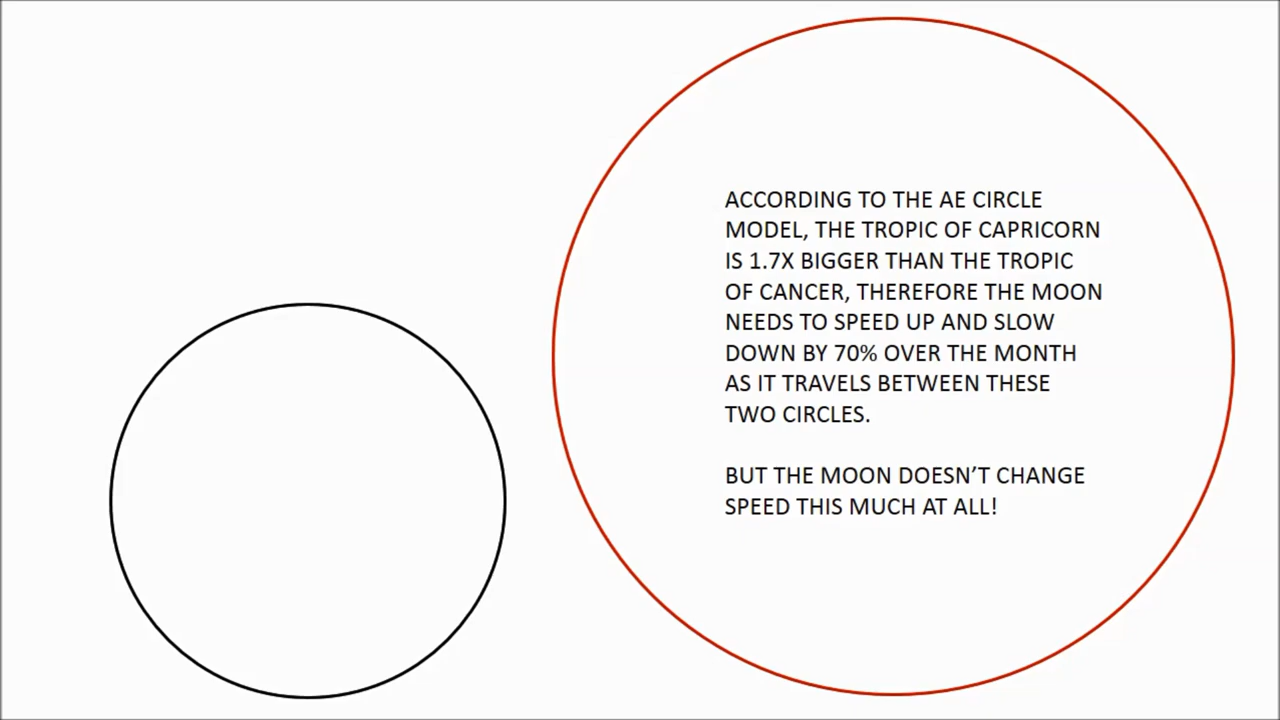 ACCORDING TO THE AE CIRCLE
MODEL, THE TROPIC OF CAPRICORN
IS 1.7X BIGGER THAN THE TROPIC
OF CANCER, THEREFORE THE MOON
NEEDS TO SPEED UP AND SLOW
DOWN BY 70% OVER THE MONTH
AS IT TRAVELS BETWEEN THESE
TWO CIRCLES.
BUT THE MOON DOESN’T CHANGE
SPEED THIS MUCH AT ALL!